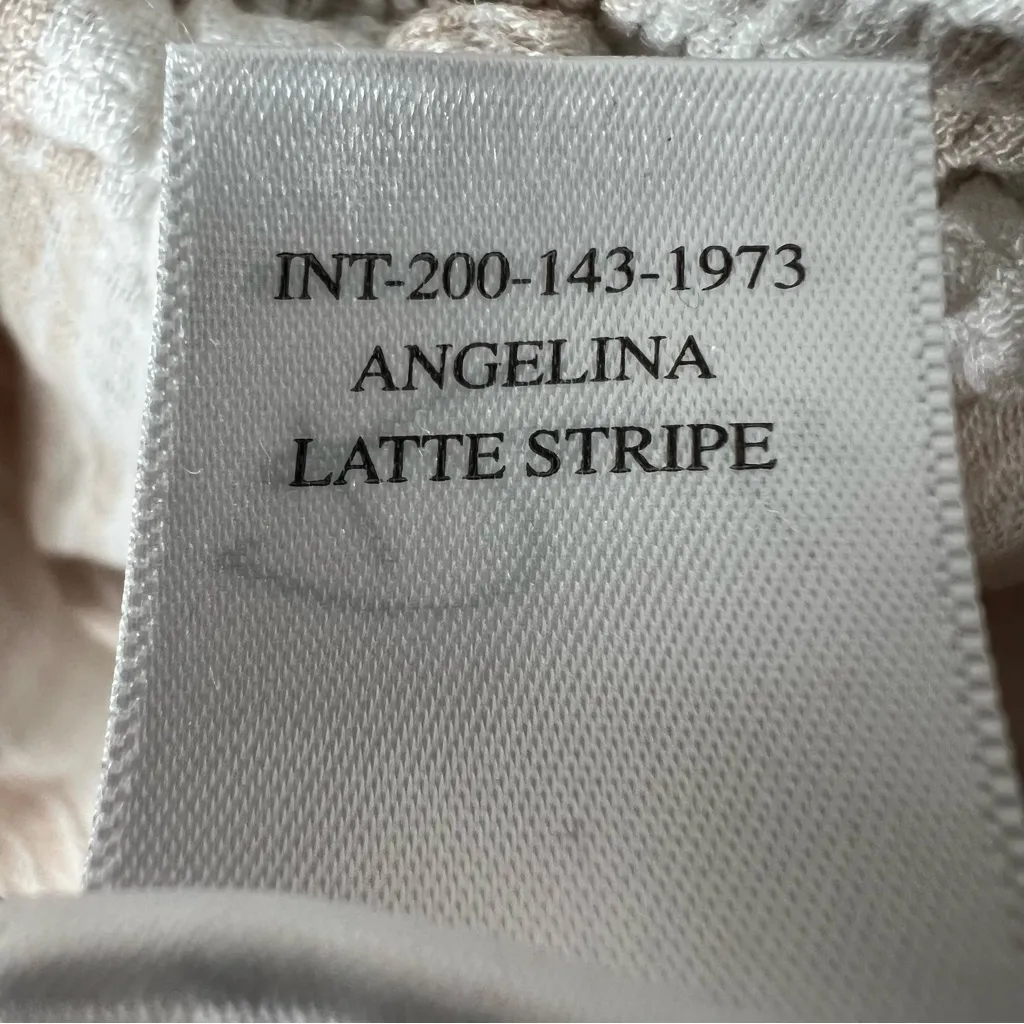 INT-200-143-1973
ANGELINA
LATTE STRIPE